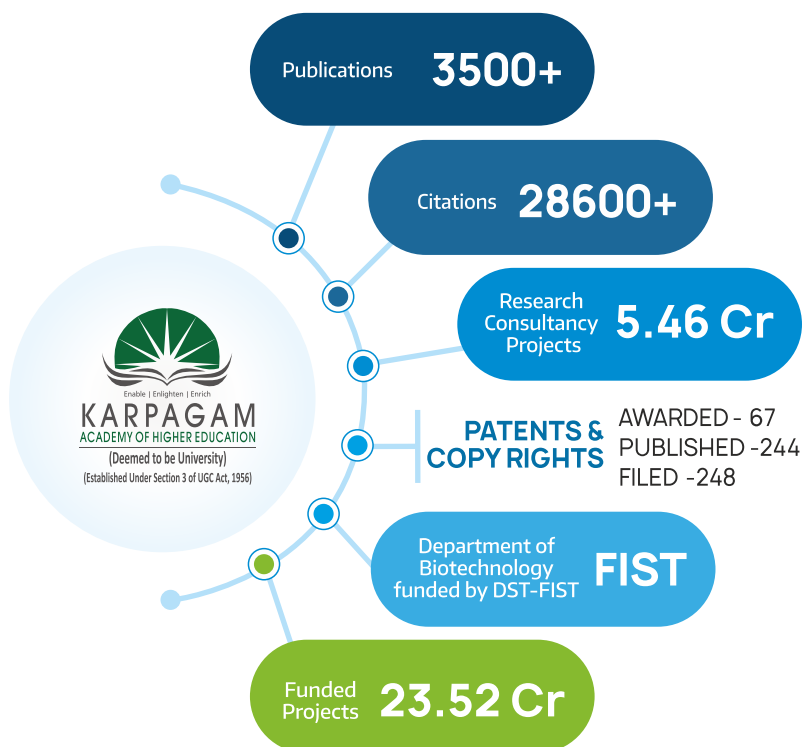 Publications 3500+
Citations 28600+
Research
Consultancy
Projects
5.46 Cr
Enable | Enlighten | Enrich
KARPAGAM
ACADEMY OF HIGHER EDUCATION
(Deemed to be University)
(Established Under Section 3 of UGC Act, 1956)
PATENTS &
COPY RIGHTS
AWARDED - 67
PUBLISHED -244
FILED -248
Department of
Biotechnology
funded by DST-FIST
FIST
Funded
Projects
23.52 Cr